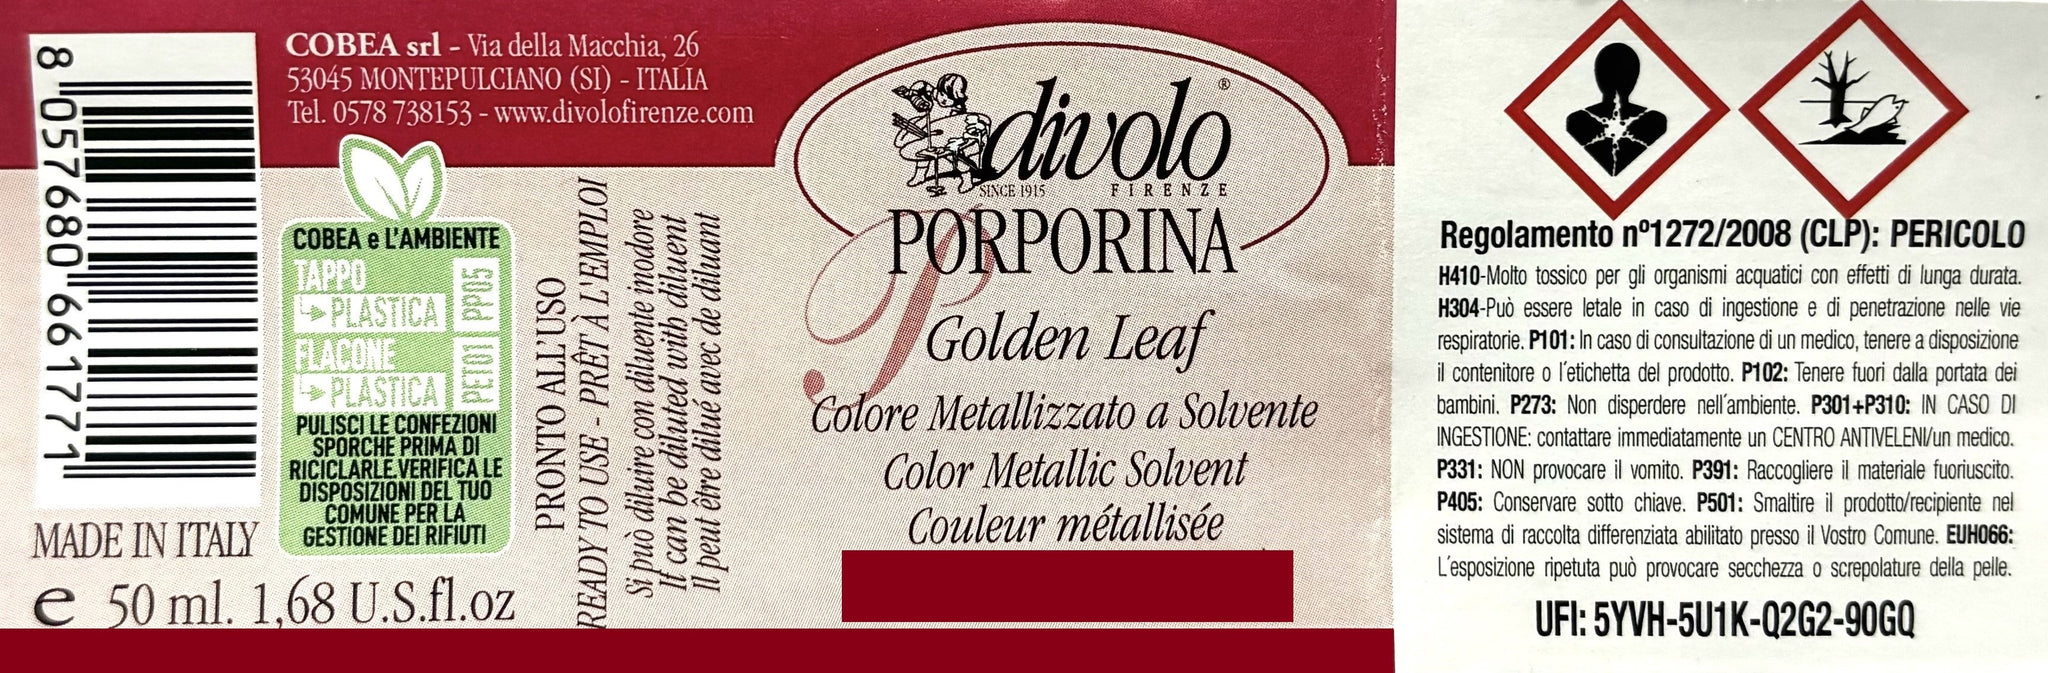 8 057680 661771
MADE IN ITALY
e 50 ml. 1,68 U.S.fl.oz
COBEA srl - Via della Macchia, 26
53045 MONTEPULCIANO (SI) - ITALIA
Tel. 0578 738153 - www.divolofirenze.com
COBEA e L'AMBIENTE
TAPPO
PLASTICA
PP05
FLACONE
PLASTICA
PET01
PULISCI LE CONFEZIONI
SPORCHE PRIMA DI
RICICLARLE.VERIFICA LE
DISPOSIZIONI DEL TUO
COMUNE PER LA
GESTIONE DEI RIFIUTI
PRONTO ALL'USO
READY TO USE - PRÊT À L'EMPLOI
Si può diluire con diluente inodore
If can be diluted with diluent
Il peut être dilué avec de diluant
divolo®
SINCE 1915 FIRENZE
PORPORINA
P
Golden Leaf
Colore Metallizzato a Solvente
Color Metallic Solvent
Couleur métallisée
Regolamento nº1272/2008 (CLP): PERICOLO
H410-Molto tossico per gli organismi acquatici con effetti di lunga durata.
H304-Può essere letale in caso di ingestione e di penetrazione nelle vie
respiratorie. P101: In caso di consultazione di un medico, tenere a disposizione
il contenitore o l'etichetta del prodotto. P102: Tenere fuori dalla portata dei
bambini. P273: Non disperdere nell'ambiente. P301+P310: IN CASO DI
INGESTIONE: contattare immediatamente un CENTRO ANTIVELENI/un medico.
P331: NON provocare il vomito. P391: Raccogliere il materiale fuoriuscito.
P405: Conservare sotto chiave. P501: Smaltire il prodotto/recipiente nel
sistema di raccolta differenziata abilitato presso il Vostro Comune. EUH066:
L'esposizione ripetuta può provocare secchezza o screpolature della pelle.
UFI: 5YVH-5U1K-Q2G2-90GQ